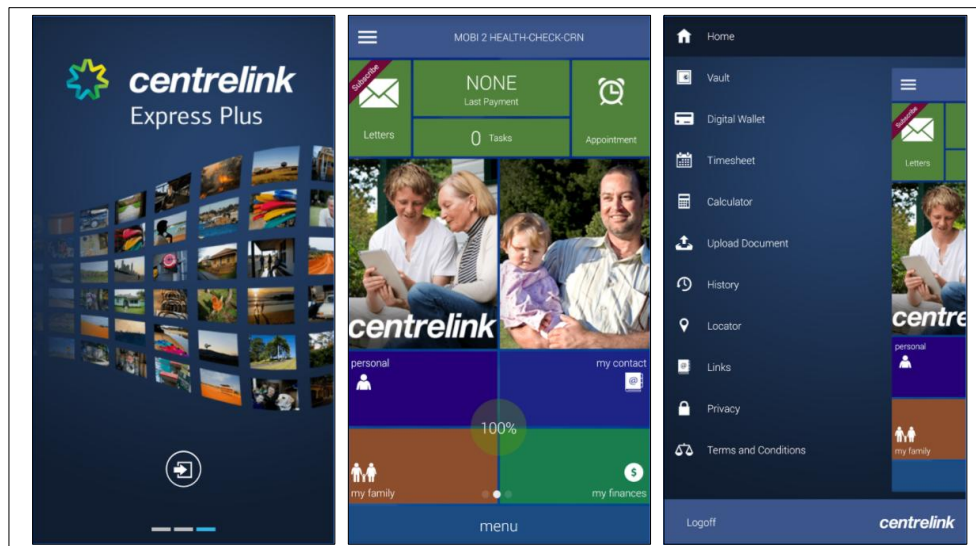 centrelink
Express Plus
MOBI 2 HEALTH-CHECK-CRN
Subscribe
Letters
NONE
Last Payment
0 Tasks
Appointment
centrelink
personal
my contact
100%
my family
my finances
menu
Home
Vault
Digital Wallet
Timesheet
Calculator
Upload Document
History
Locator
Links
Privacy
Terms and Conditions
Logoff
centrelink
Subscribe
Letters
centre
personal
my family